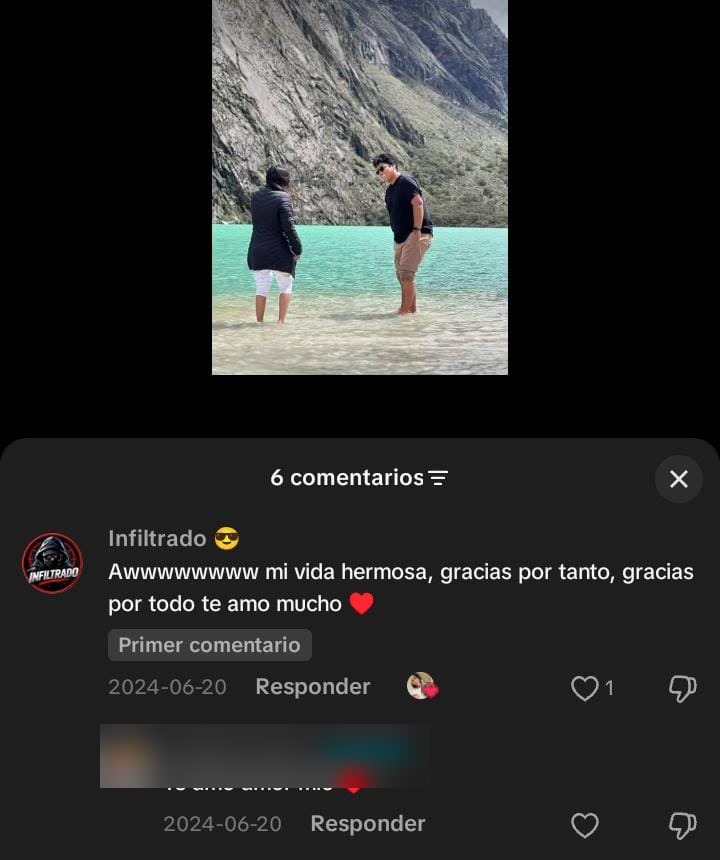 6 comentarios
Infiltrado 😎
INFILTRADO
Awwwwwwww mi vida hermosa, gracias por tanto, gracias
por todo te amo mucho ❤️
Primer comentario
2024-06-20 Responder 1
2024-06-20 Responder